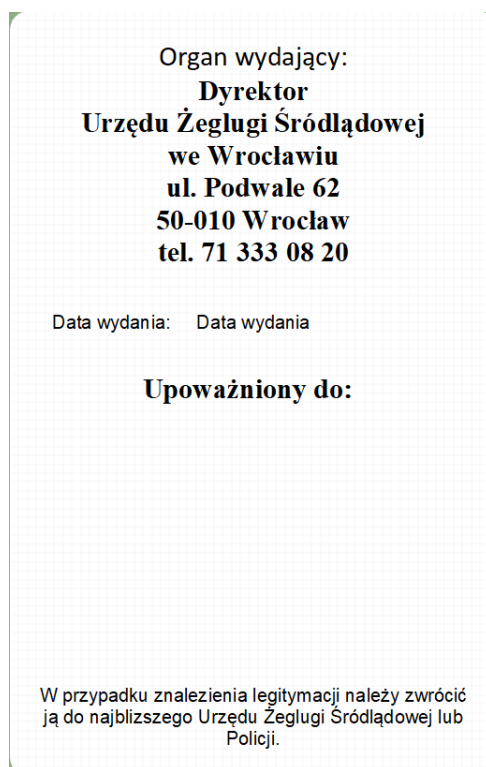 Organ wydający:
Dyrektor
Urzędu Żeglugi Śródlądowej
we Wrocławiu
ul. Podwale 62
50-010 Wrocław
tel. 71 333 08 20
Data wydania: Data wydania
Upoważniony do:
W przypadku znalezienia legitymacji należy zwrócić
ją do najblizszego Urzędu Żeglugi Śródlądowej lub
Policji.